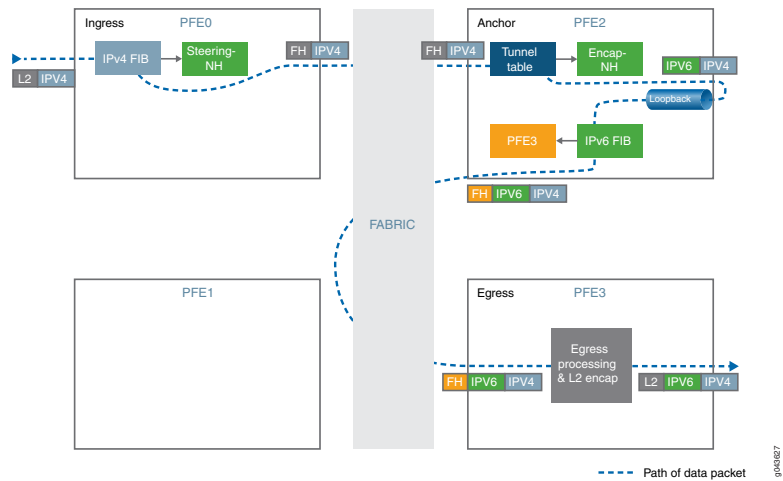 Ingress
PFE0
IPv4 FIB
Steering-
NH
L2 IPV4
FH IPV4
FABRIC
Anchor
PFE2
FH IPV4
Tunnel
table
Encap-
NH
IPV6 IPV4
Loopback
PFE3
IPv6 FIB
FH IPV6 IPV4
PFE1
Egress
PFE3
Egress
processing
& L2 encap
FH IPV6 IPV4
L2 IPV6 IPV4
Path of data packet
g043627